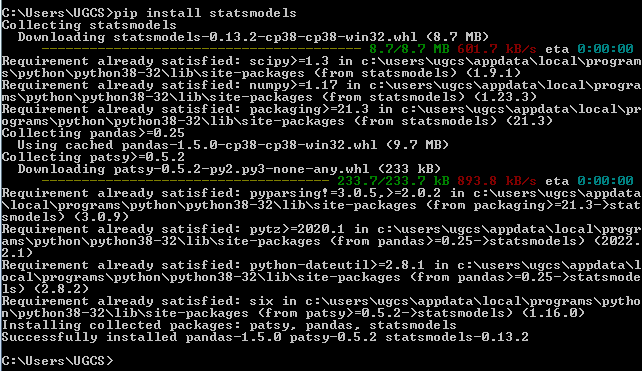 C:\Users\UGCS>pip install statsmodels
Collecting statsmodels
Downloading statsmodels-0.13.2-cp38-cp38-win32.whl (8.7 MB)
---------------------------------------- 8.7/8.7 MB 601.7 kB/s eta 0:00:00
Requirement already satisfied: scipy>=1.3 in c:\users\ugcs\appdata\local\program
s\python\python38-32\lib\site-packages (from statsmodels) (1.9.1)
Requirement already satisfied: numpy>=1.17 in c:\users\ugcs\appdata\local\progra
ms\python\python38-32\lib\site-packages (from statsmodels) (1.23.3)
Requirement already satisfied: packaging>=21.3 in c:\users\ugcs\appdata\local\pr
ograms\python\python38-32\lib\site-packages (from statsmodels) (21.3)
Collecting pandas>=0.25
Using cached pandas-1.5.0-cp38-cp38-win32.whl (9.7 MB)
Collecting patsy>=0.5.2
Downloading patsy-0.5.2-py2.py3-none-any.whl (233 kB)
------------------------------------ 233.7/233.7 kB 893.8 kB/s eta 0:00:00
Requirement already satisfied: pyparsing!=3.0.5,>=2.0.2 in c:\users\ugcs\appdata
\local\programs\python\python38-32\lib\site-packages (from packaging>=21.3->stat
smodels) (3.0.9)
Requirement already satisfied: pytz>=2020.1 in c:\users\ugcs\appdata\local\progr
ams\python\python38-32\lib\site-packages (from pandas>=0.25->statsmodels) (2022.
2.1)
Requirement already satisfied: python-dateutil>=2.8.1 in c:\users\ugcs\appdata\l
ocal\programs\python\python38-32\lib\site-packages (from pandas>=0.25->statsmode
ls) (2.8.2)
Requirement already satisfied: six in c:\users\ugcs\appdata\local\programs\pytho
n\python38-32\lib\site-packages (from patsy>=0.5.2->statsmodels) (1.16.0)
Installing collected packages: patsy, pandas, statsmodels
Successfully installed pandas-1.5.0 patsy-0.5.2 statsmodels-0.13.2
C:\Users\UGCS>